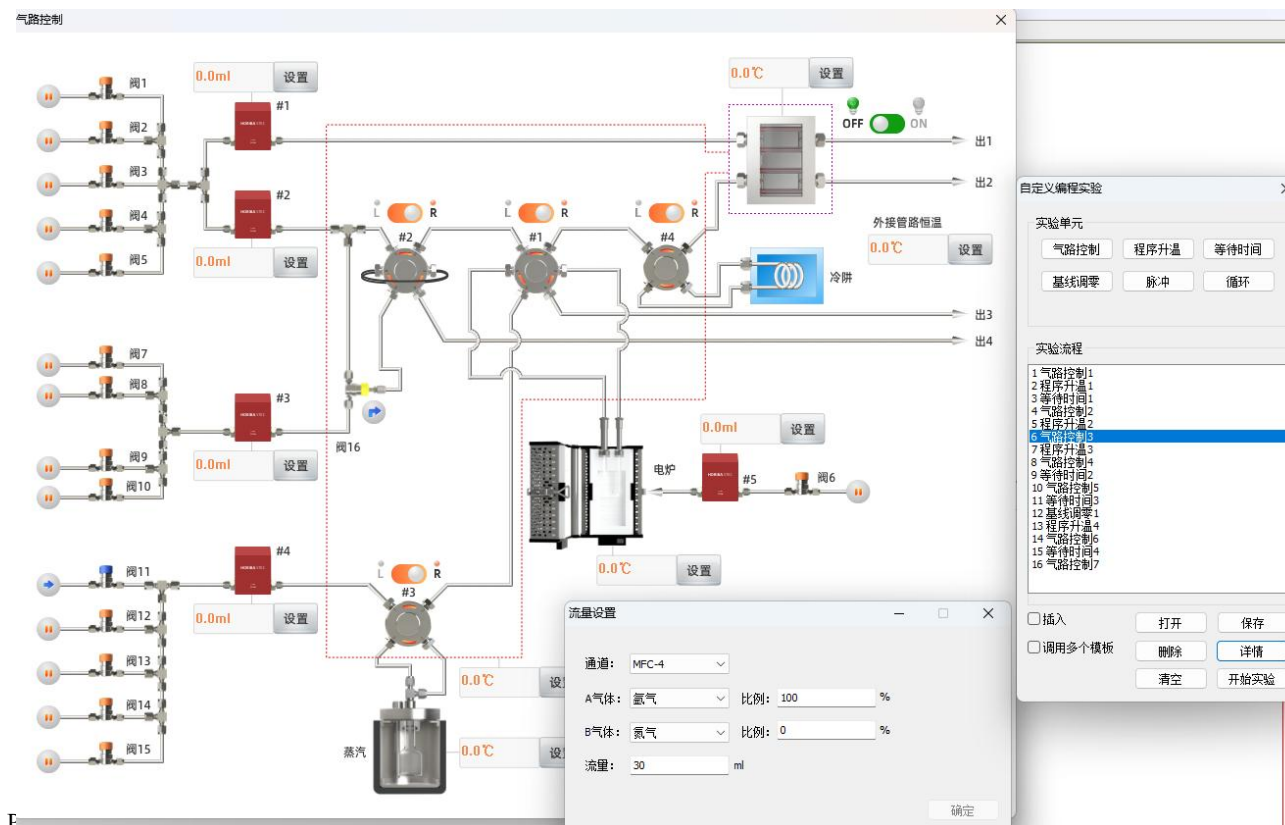 气路控制
阀1
阀2
阀3
阀4
阀5
0.0ml 设置
#1
#2
0.0ml 设置
0.0℃ 设置
OFF ON
出1
出2
L R
#2
L R
#1
L R
#4
外接管路恒温
0.0℃ 设置
冷阱
出3
出4
阀7
阀8
阀9
阀10
#3
0.0ml 设置
阀16
0.0ml 设置
电炉
#5
阀6
0.0℃ 设置
阀11
阀12
阀13
阀14
阀15
#4
0.0ml 设置
L R
#3
0.0℃
蒸汽
0.0℃
流量设置
通道: MFC-4
A气体: 氩气 比例: 100 %
B气体: 氮气 比例: 0 %
流量: 30 ml
确定
自定义编程实验
实验单元
气路控制 程序升温 等待时间
基线调零 脉冲 循环
实验流程
1 气路控制1
2 程序升温1
3 等待时间1
4 气路控制2
5 程序升温2
6 气路控制3
7 程序升温3
8 气路控制4
9 等待时间2
10 气路控制5
11 等待时间3
12 基线调零1
13 程序升温4
14 气路控制6
15 等待时间4
16 气路控制7
插入 打开 保存
调用多个模板 删除 详情
清空 开始实验